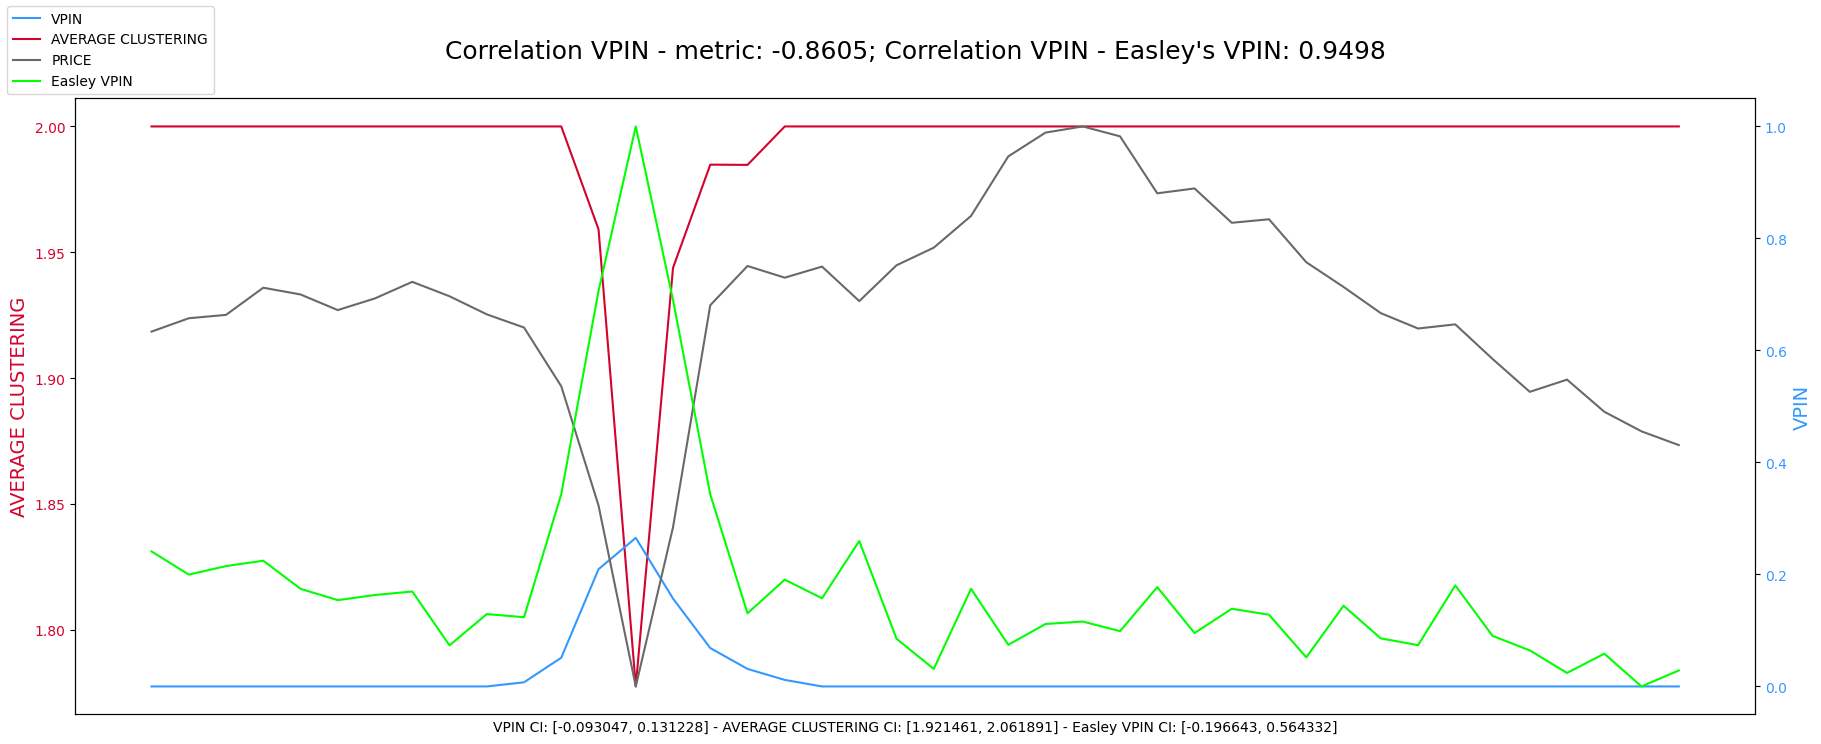 VPIN
AVERAGE CLUSTERING
PRICE
Easley VPIN
Correlation VPIN - metric: -0.8605; Correlation VPIN - Easley's VPIN: 0.9498
2.00
1.95
1.90
1.85
1.80
AVERAGE CLUSTERING
1.0
0.8
0.6
0.4
0.2
0.0
VPIN
VPIN CI: [-0.093047, 0.131228] - AVERAGE CLUSTERING CI: [1.921461, 2.061891] - Easley VPIN CI: [-0.196643, 0.564332]